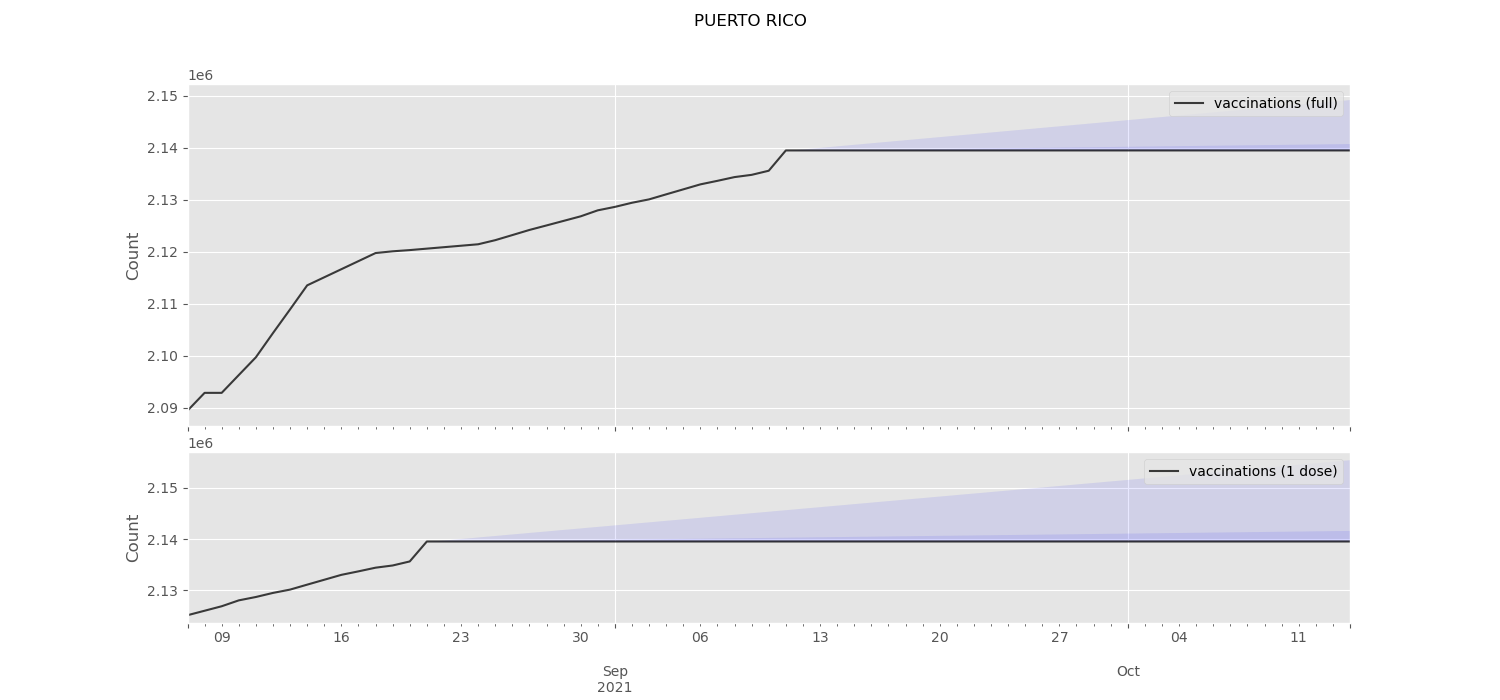 PUERTO RICO
1e6
2.15
2.14
2.13
2.12
2.11
2.10
2.09
Count
vaccinations (full)
1e6
2.15
2.14
2.13
Count
vaccinations (1 dose)
09 16 23 30 06 13 20 27 04 11
Sep Oct
2021